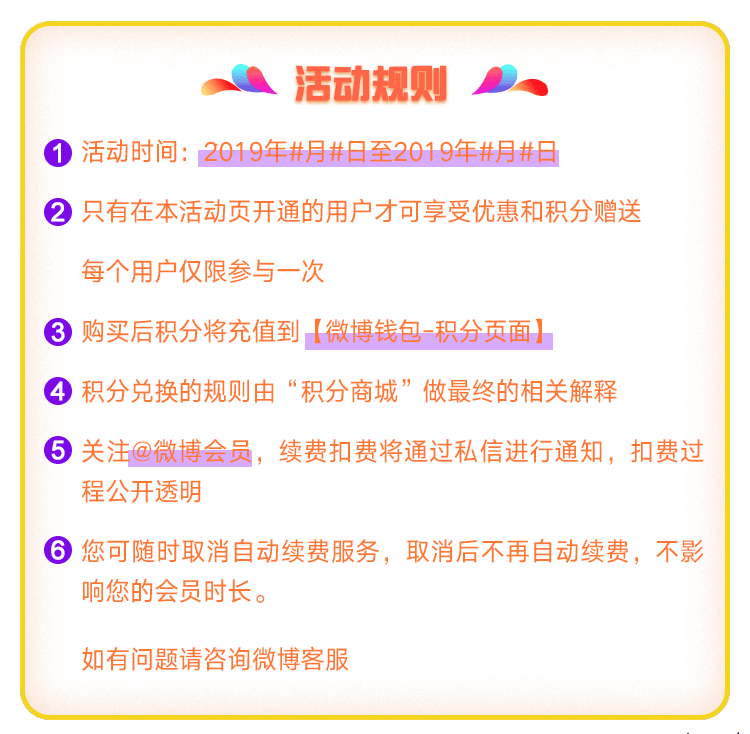 活动规则
1 活动时间：2019年#月#日至2019年#月#日
2 只有在本活动页开通的用户才可享受优惠和积分赠送
每个用户仅限参与一次
3 购买后积分将充值到【微博钱包-积分页面】
4 积分兑换的规则由“积分商城”做最终的相关解释
5 关注@微博会员，续费扣费将通过私信进行通知，扣费过
程公开透明
6 您可随时取消自动续费服务，取消后不再自动续费，不影
响您的会员时长。
如有问题请咨询微博客服